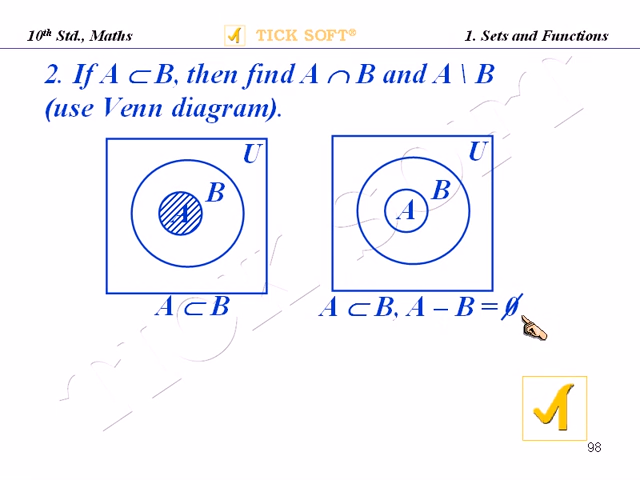 10th Std., Maths
TICK SOFT®
1. Sets and Functions
2. If A ⊂ B, then find A ∩ B and A \ B
(use Venn diagram).
U
B
A
U
B
A
A ⊂ B
A ⊂ B, A – B = ∅
98